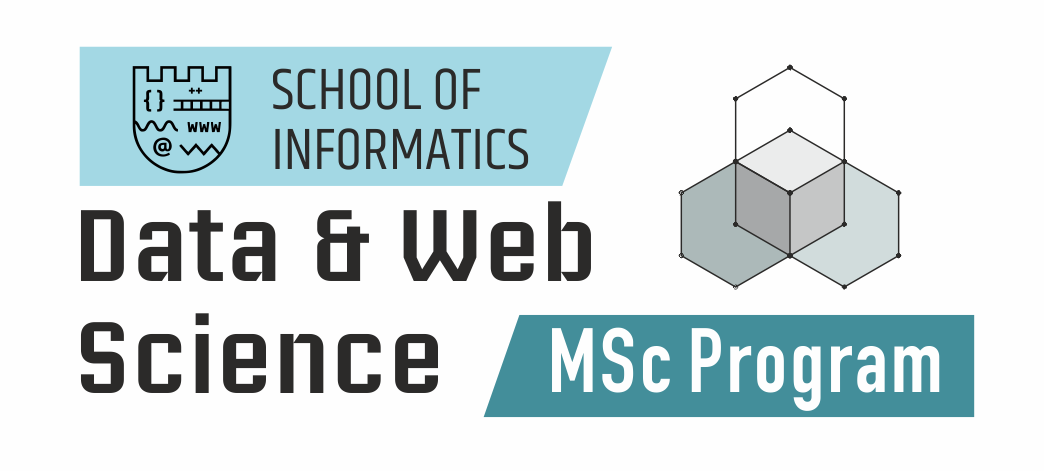 { } ++
www
@
SCHOOL OF
INFORMATICS
Data & Web
Science
MSc Program